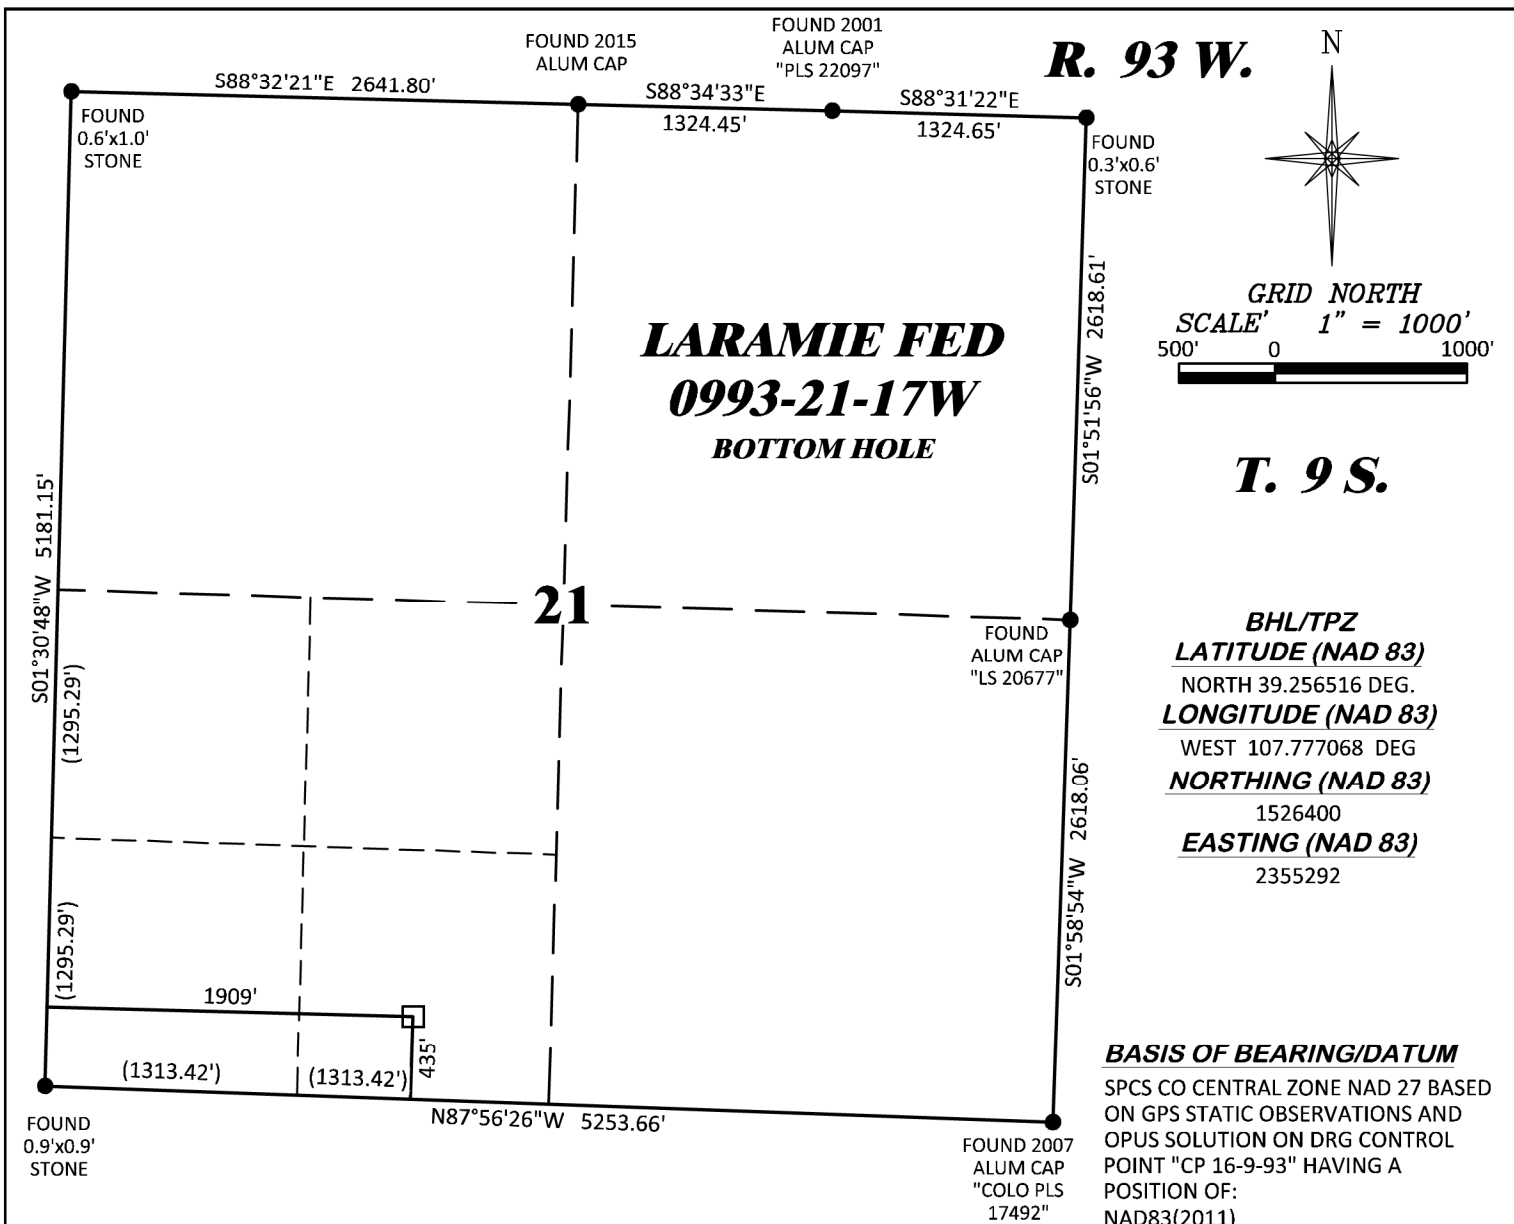 FOUND 2015
ALUM CAP
FOUND 2001
ALUM CAP
"PLS 22097"
R. 93 W.
N
S88°32'21"E 2641.80'
S88°34'33"E
1324.45'
S88°31'22"E
1324.65'
FOUND
0.6'x1.0'
STONE
FOUND
0.3'x0.6'
STONE
GRID NORTH
SCALE' 1" = 1000'
500' 0 1000'
S01°51'56"W 2618.61'
LARAMIE FED
0993-21-17W
BOTTOM HOLE
T. 9 S.
S01°30'48"W 5181.15'
21
FOUND
ALUM CAP
"LS 20677"
BHL/TPZ
LATITUDE (NAD 83)
NORTH 39.256516 DEG.
LONGITUDE (NAD 83)
WEST 107.777068 DEG
NORTHING (NAD 83)
1526400
EASTING (NAD 83)
2355292
(1295.29')
(1295.29')
S01°58'54"W 2618.06'
1909'
435'
(1313.42')
(1313.42')
N87°56'26"W 5253.66'
FOUND
0.9'x0.9'
STONE
FOUND 2007
ALUM CAP
"COLO PLS
17492"
BASIS OF BEARING/DATUM
SPCS CO CENTRAL ZONE NAD 27 BASED
ON GPS STATIC OBSERVATIONS AND
OPUS SOLUTION ON DRG CONTROL
POINT "CP 16-9-93" HAVING A
POSITION OF:
NAD83(2011)